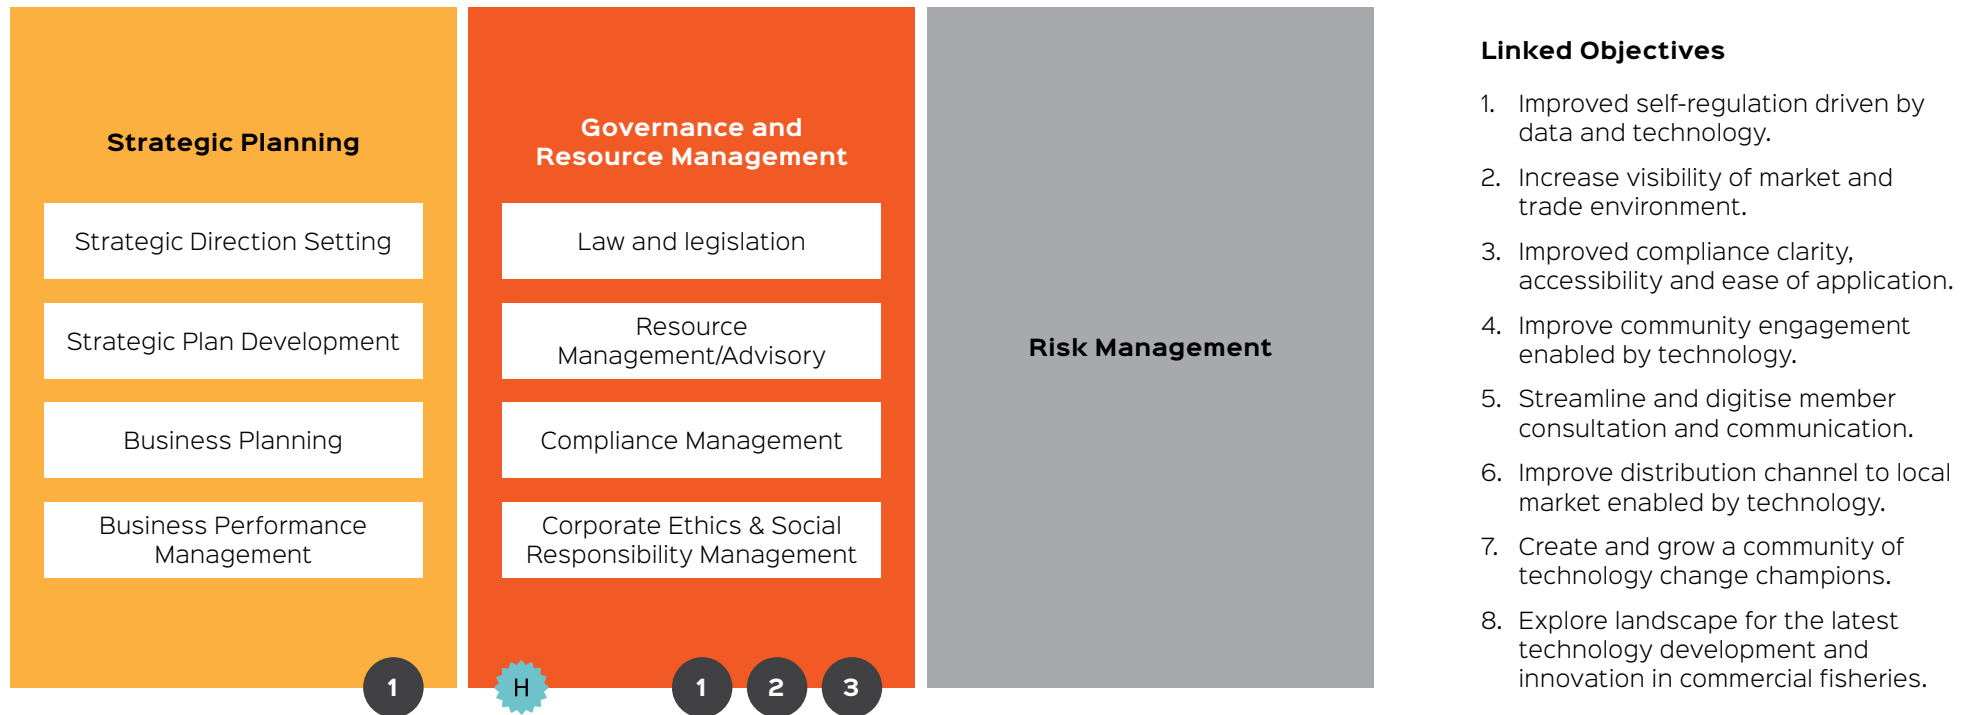 Strategic Planning
Strategic Direction Setting
Strategic Plan Development
Business Planning
Business Performance
Management
1
Governance and
Resource Management
Law and legislation
Resource
Management/Advisory
Compliance Management
Corporate Ethics & Social
Responsibility Management
H
1
2
3
Risk Management
Linked Objectives
1. Improved self-regulation driven by
data and technology.
2. Increase visibility of market and
trade environment.
3. Improved compliance clarity,
accessibility and ease of application.
4. Improve community engagement
enabled by technology.
5. Streamline and digitise member
consultation and communication.
6. Improve distribution channel to local
market enabled by technology.
7. Create and grow a community of
technology change champions.
8. Explore landscape for the latest
technology development and
innovation in commercial fisheries.